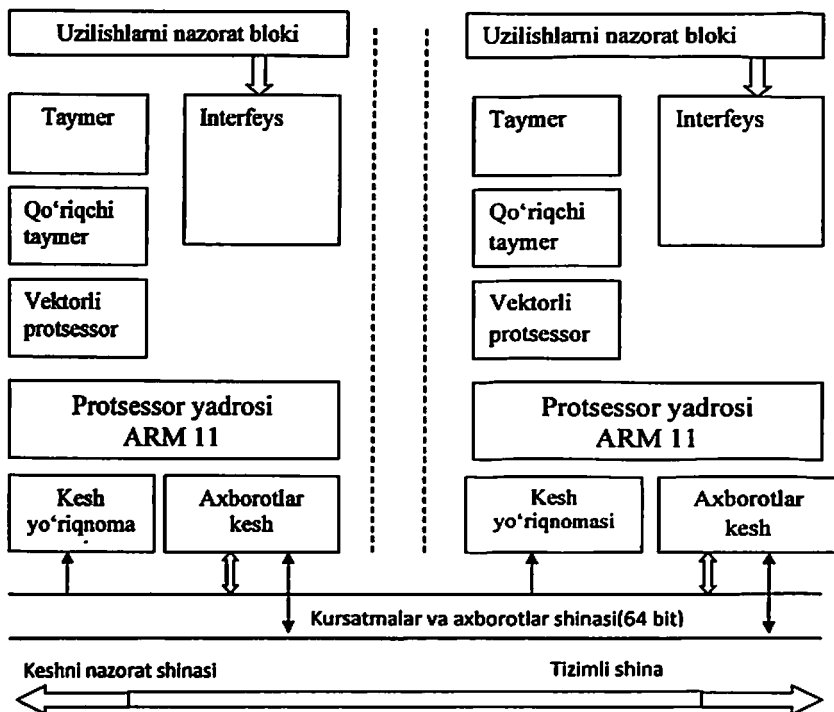 Uzilishlarni nazorat bloki
Taymer
Interfeys
Qo‘riqchi
taymer
Vektorli
protsessor
Protsessor yadrosi
ARM 11
Kesh
yo‘riqnoma
Axborotlar
kesh
Uzilishlarni nazorat bloki
Taymer
Interfeys
Qo‘riqchi
taymer
Vektorli
protsessor
Protsessor yadrosi
ARM 11
Kesh
yo‘riqnomasi
Axborotlar
kesh
Kursatmalar va axborotlar shinasi(64 bit)
Keshni nazorat shinasi
Tizimli shina